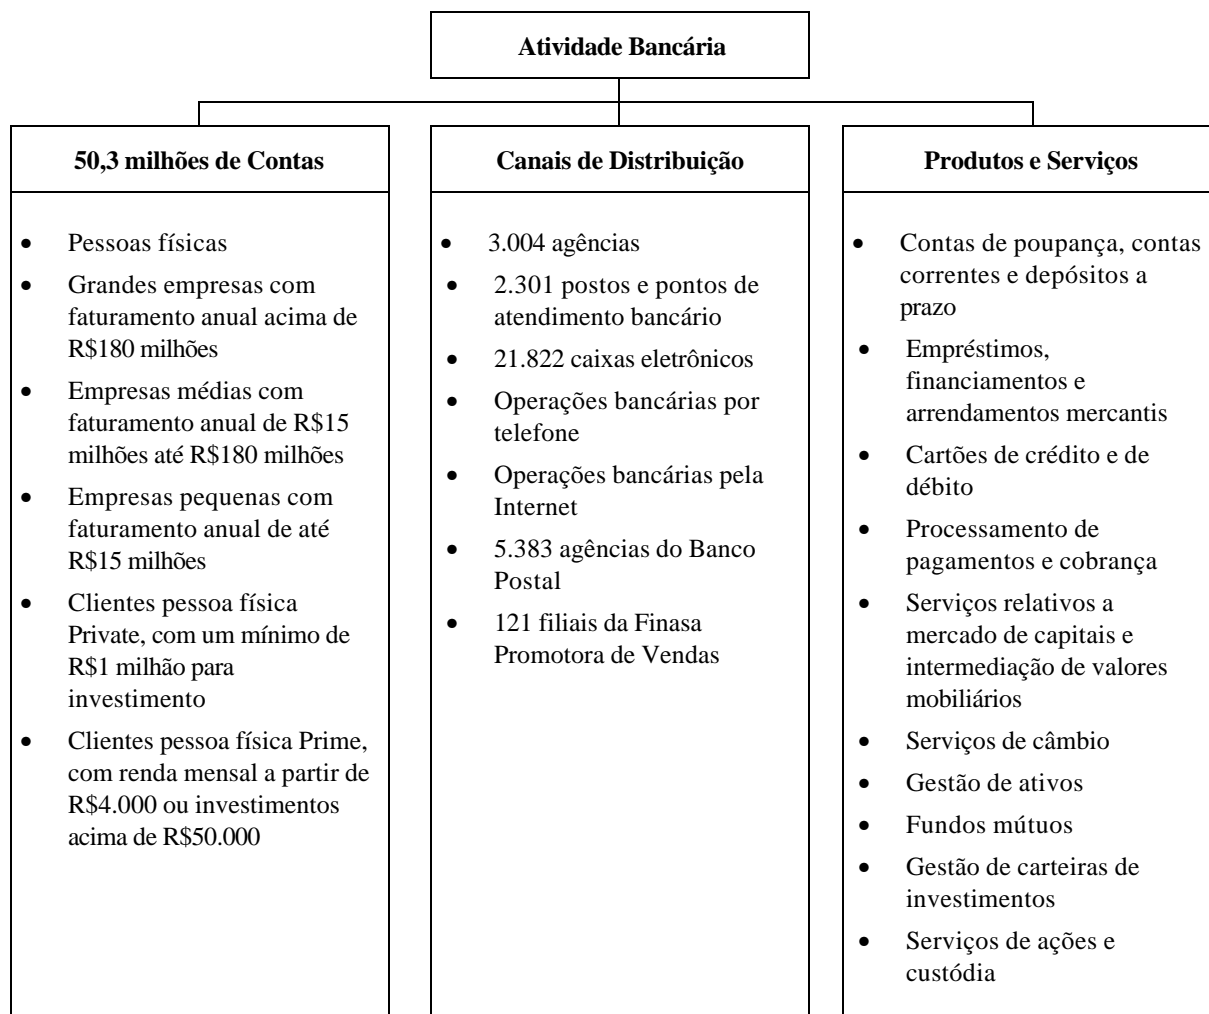 Atividade Bancária
50,3 milhões de Contas
• Pessoas físicas
• Grandes empresas com
faturamento anual acima de
R$180 milhões
• Empresas médias com
faturamento anual de R$15
milhões até R$180 milhões
• Empresas pequenas com
faturamento anual de até
R$15 milhões
• Clientes pessoa física
Private, com um mínimo de
R$1 milhão para
investimento
• Clientes pessoa física Prime,
com renda mensal a partir de
R$4.000 ou investimentos
acima de R$50.000
Canais de Distribuição
• 3.004 agências
• 2.301 postos e pontos de
atendimento bancário
• 21.822 caixas eletrônicos
• Operações bancárias por
telefone
• Operações bancárias pela
Internet
• 5.383 agências do Banco
Postal
• 121 filiais da Finasa
Promotora de Vendas
Produtos e Serviços
• Contas de poupança, contas
correntes e depósitos a
prazo
• Empréstimos,
financiamentos e
arrendamentos mercantis
• Cartões de crédito e de
débito
• Processamento de
pagamentos e cobrança
• Serviços relativos a
mercado de capitais e
intermediação de valores
mobiliários
• Serviços de câmbio
• Gestão de ativos
• Fundos mútuos
• Gestão de carteiras de
investimentos
• Serviços de ações e
custódia